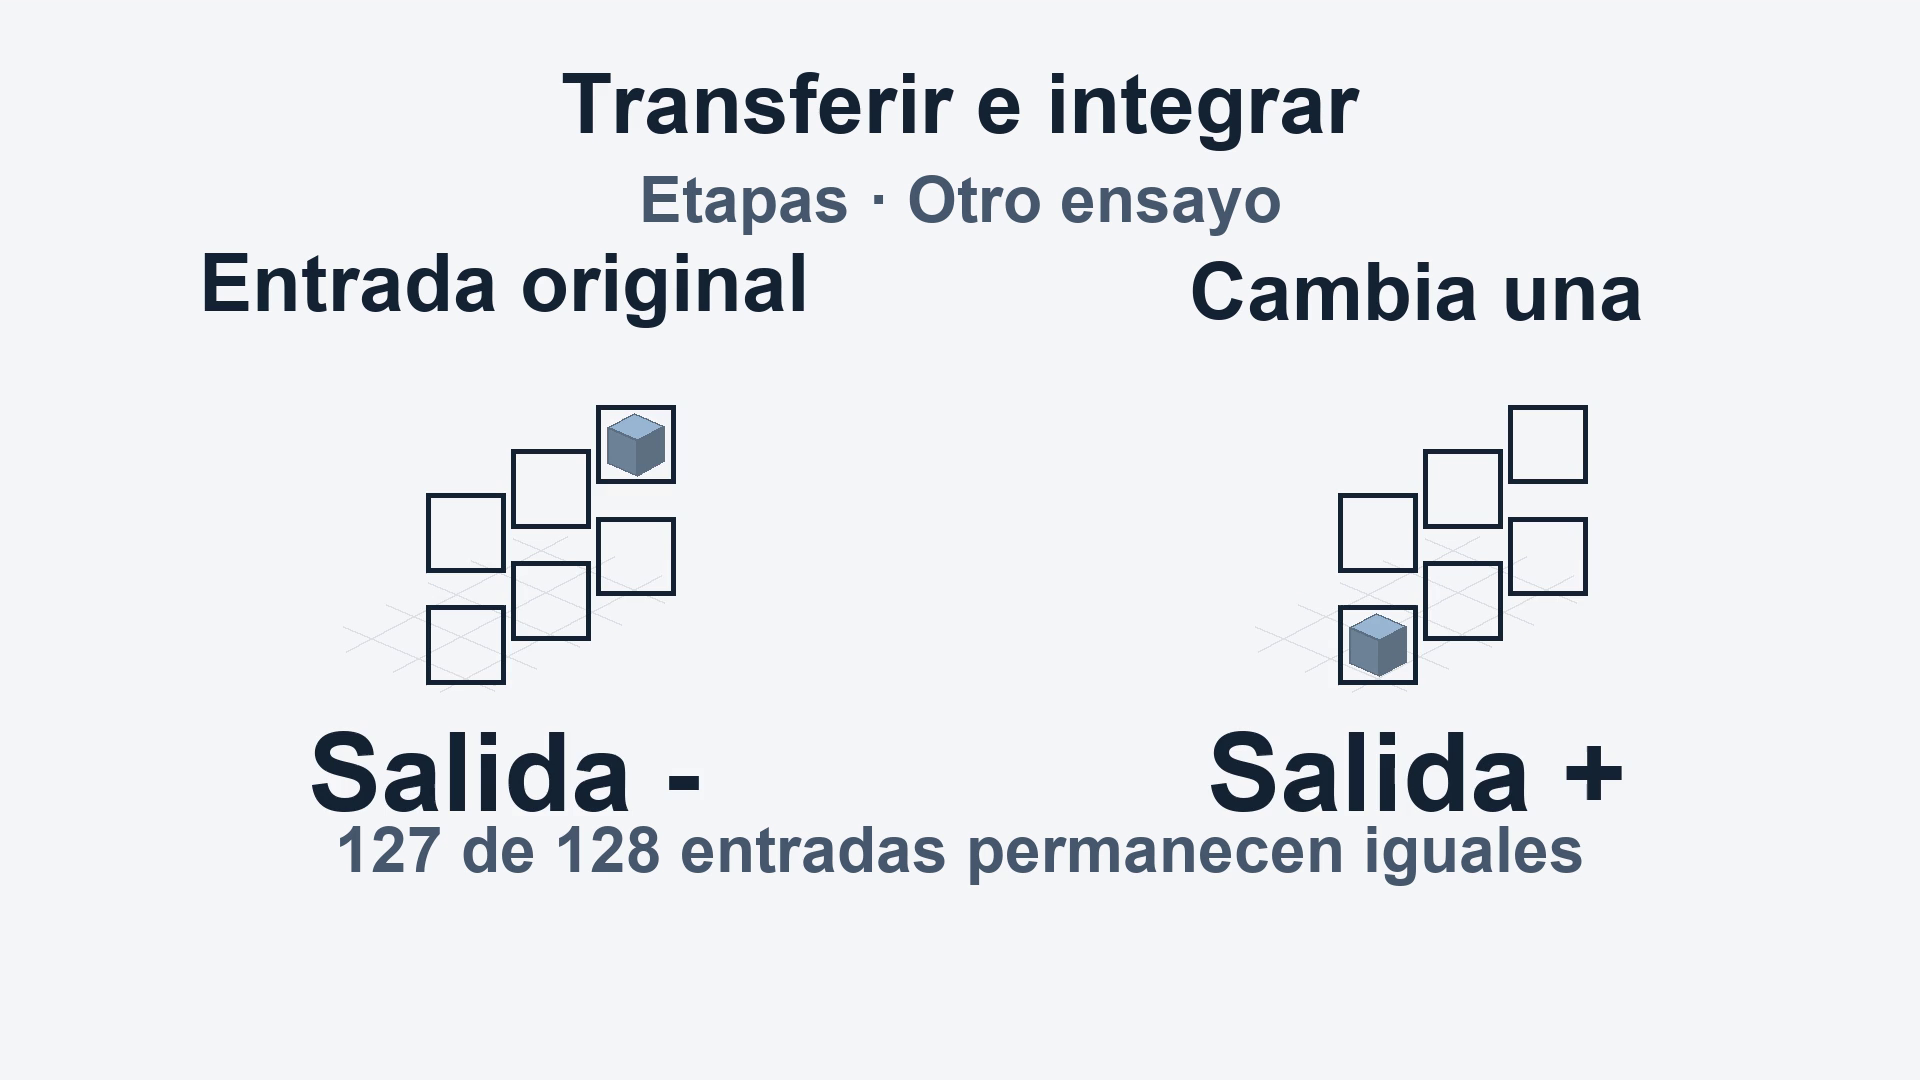 Transferir e integrar
Etapas · Otro ensayo
Entrada original
Cambia una
Salida -
Salida +
127 de 128 entradas permanecen iguales